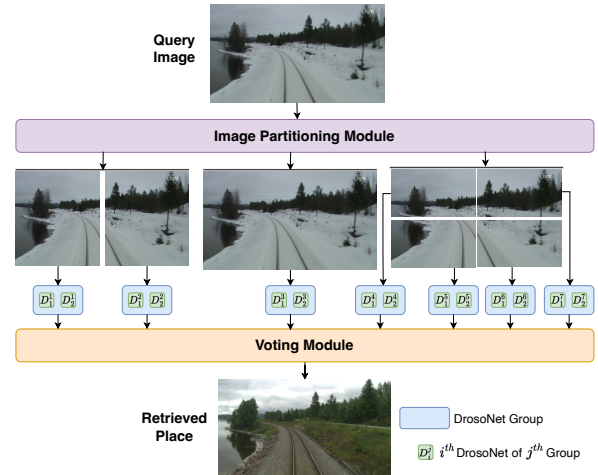 Query
Image
Image Partitioning Module
D₁¹ D₂¹ D₁² D₂² D₁³ D₂³ D₁⁴ D₂⁴ D₁⁵ D₂⁵ D₁⁶ D₂⁶ D₁⁷ D₂⁷
Voting Module
Retrieved
Place
DrosoNet Group
Dᵢʲ iᵗʰ DrosoNet of jᵗʰ Group